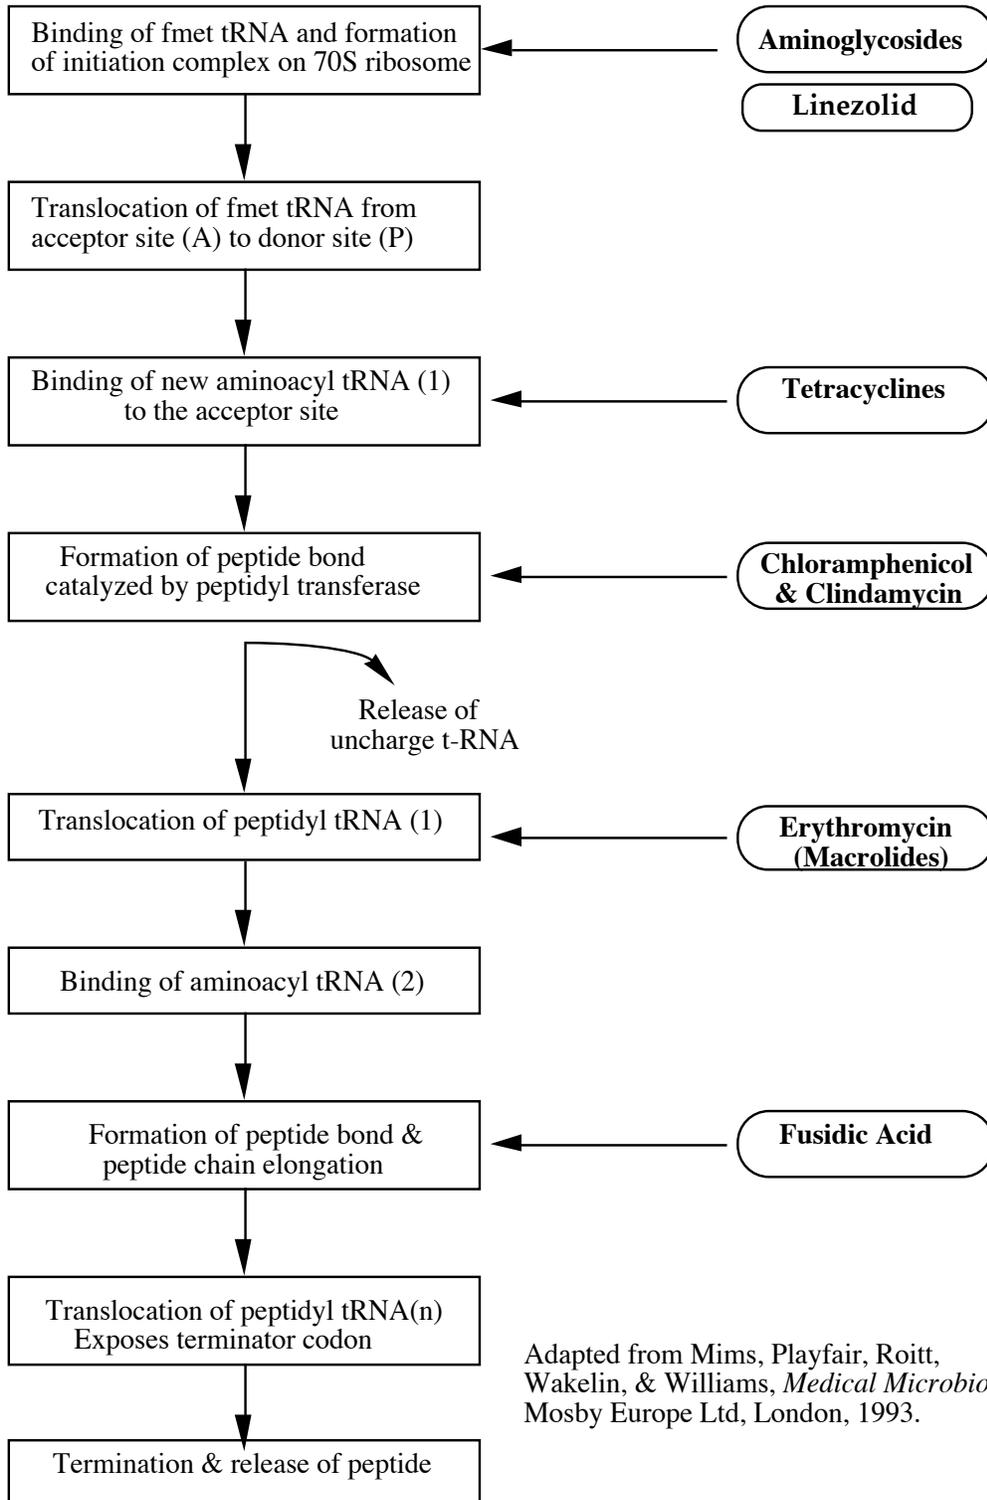 Binding of fmet tRNA and formation
of initiation complex on 70S ribosome
Aminoglycosides
Linezolid
Translocation of fmet tRNA from
acceptor site (A) to donor site (P)
Binding of new aminoacyl tRNA (1)
to the acceptor site
Tetracyclines
Formation of peptide bond
catalyzed by peptidyl transferase
Chloramphenicol
& Clindamycin
Release of
uncharge t-RNA
Translocation of peptidyl tRNA (1)
Erythromycin
(Macrolides)
Binding of aminoacyl tRNA (2)
Formation of peptide bond &
peptide chain elongation
Fusidic Acid
Translocation of peptidyl tRNA(n)
Exposes terminator codon
Adapted from Mims, Playfair, Roitt,
Wakelin, & Williams, Medical Microbio
Mosby Europe Ltd, London, 1993.
Termination & release of peptide